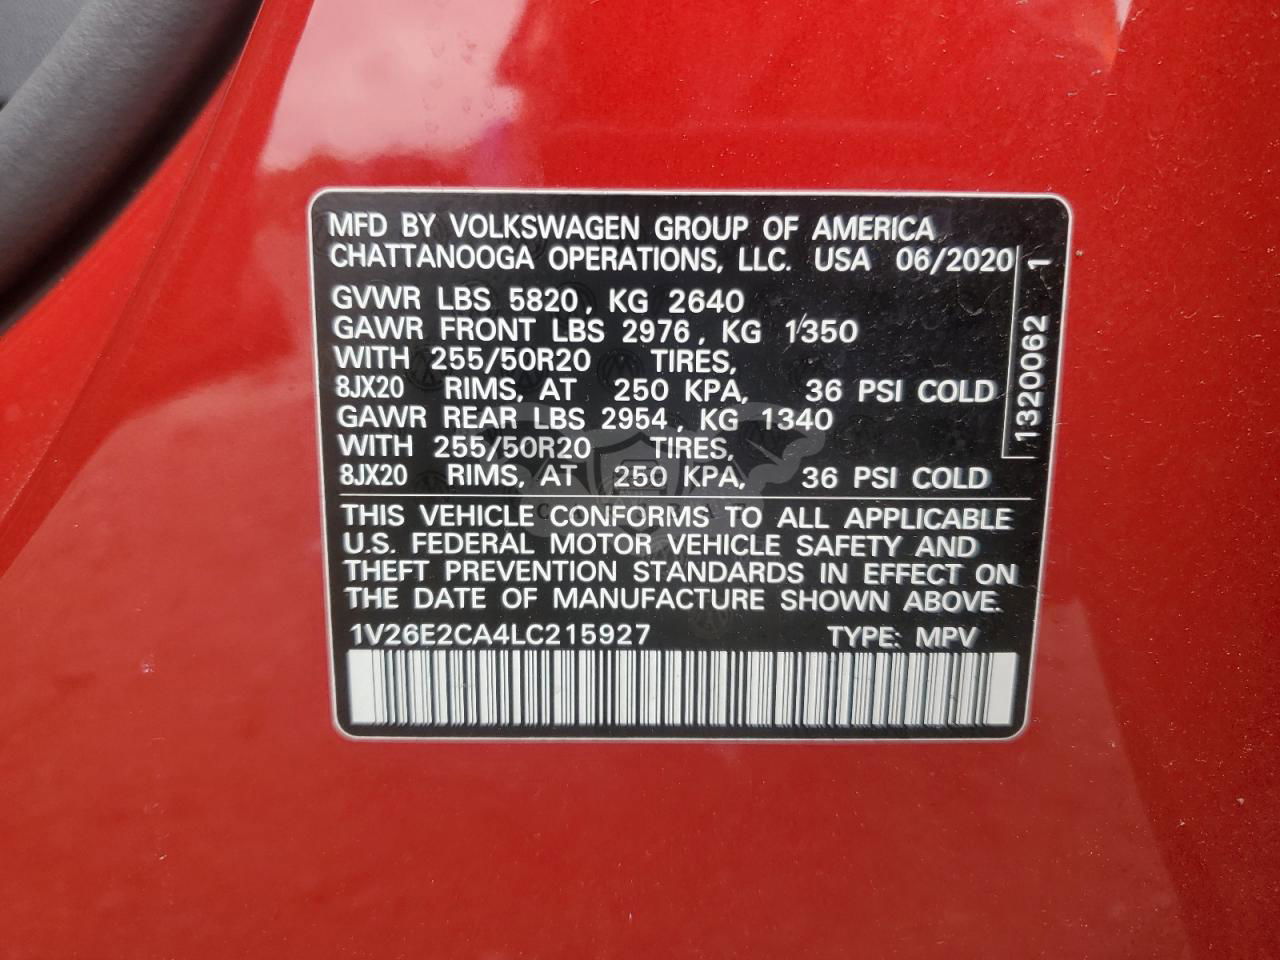 MFD BY VOLKSWAGEN GROUP OF AMERICA
CHATTANOOGA OPERATIONS, LLC. USA 06/2020
GVWR LBS 5820, KG 2640
GAWR FRONT LBS 2976, KG 1350
WITH 255/50R20 TIRES,
8JX20 RIMS, AT 250 KPA, 36 PSI COLD
GAWR REAR LBS 2954, KG 1340
WITH 255/50R20 TIRES,
8JX20 RIMS, AT 250 KPA, 36 PSI COLD
1320062 1
THIS VEHICLE CONFORMS TO ALL APPLICABLE
U.S. FEDERAL MOTOR VEHICLE SAFETY AND
THEFT PREVENTION STANDARDS IN EFFECT ON
THE DATE OF MANUFACTURE SHOWN ABOVE.
1V26E2CA4LC215927 TYPE: MPV